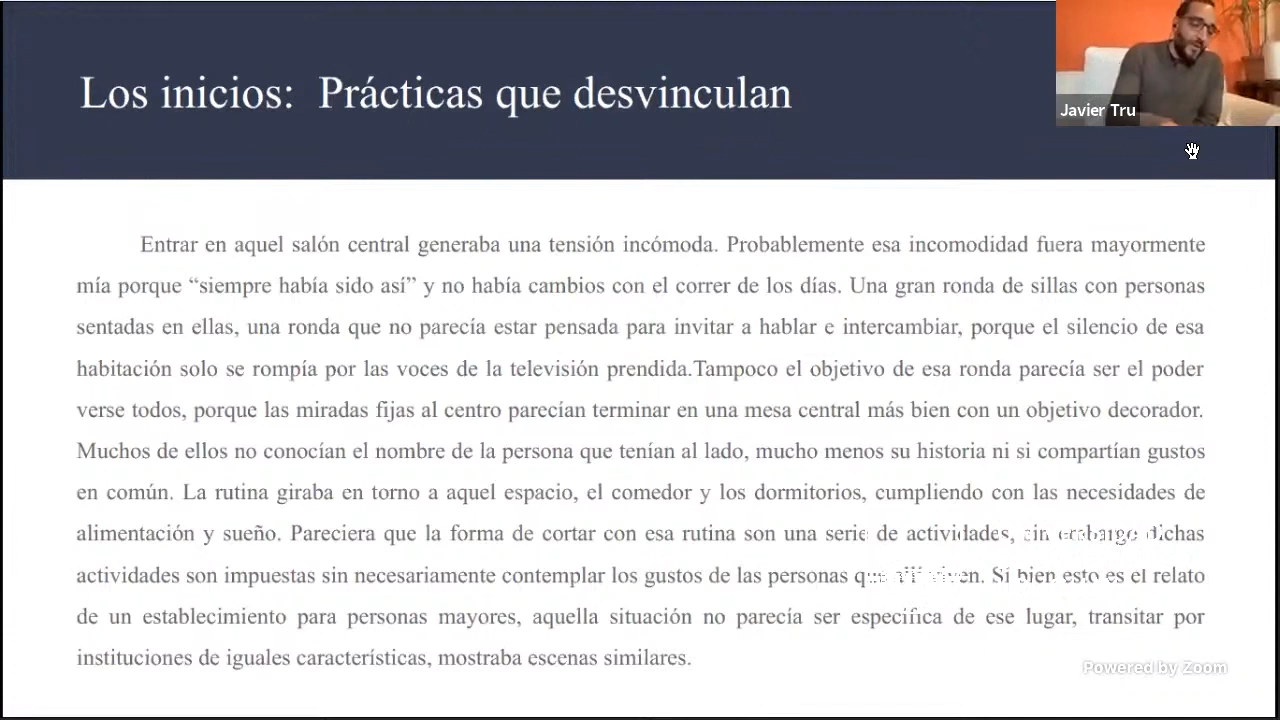 Los inicios: Prácticas que desvinculan
Javier Tru
Entrar en aquel salón central generaba una tensión incómoda. Probablemente esa incomodidad fuera mayormente
mía porque “siempre había sido así” y no había cambios con el correr de los días. Una gran ronda de sillas con personas
sentadas en ellas, una ronda que no parecía estar pensada para invitar a hablar e intercambiar, porque el silencio de esa
habitación solo se rompía por las voces de la televisión prendida.Tampoco el objetivo de esa ronda parecía ser el poder
verse todos, porque las miradas fijas al centro parecían terminar en una mesa central más bien con un objetivo decorador.
Muchos de ellos no conocían el nombre de la persona que tenían al lado, mucho menos su historia ni si compartían gustos
en común. La rutina giraba en torno a aquel espacio, el comedor y los dormitorios, cumpliendo con las necesidades de
alimentación y sueño. Pareciera que la forma de cortar con esa rutina son una serie de actividades, sin embargo dichas
actividades son impuestas sin necesariamente contemplar los gustos de las personas que viven. Si bien esto es el relato
de un establecimiento para personas mayores, aquella situación no parecía ser específica de ese lugar, transitar por
instituciones de iguales características, mostraba escenas similares.
Powered by Zoom